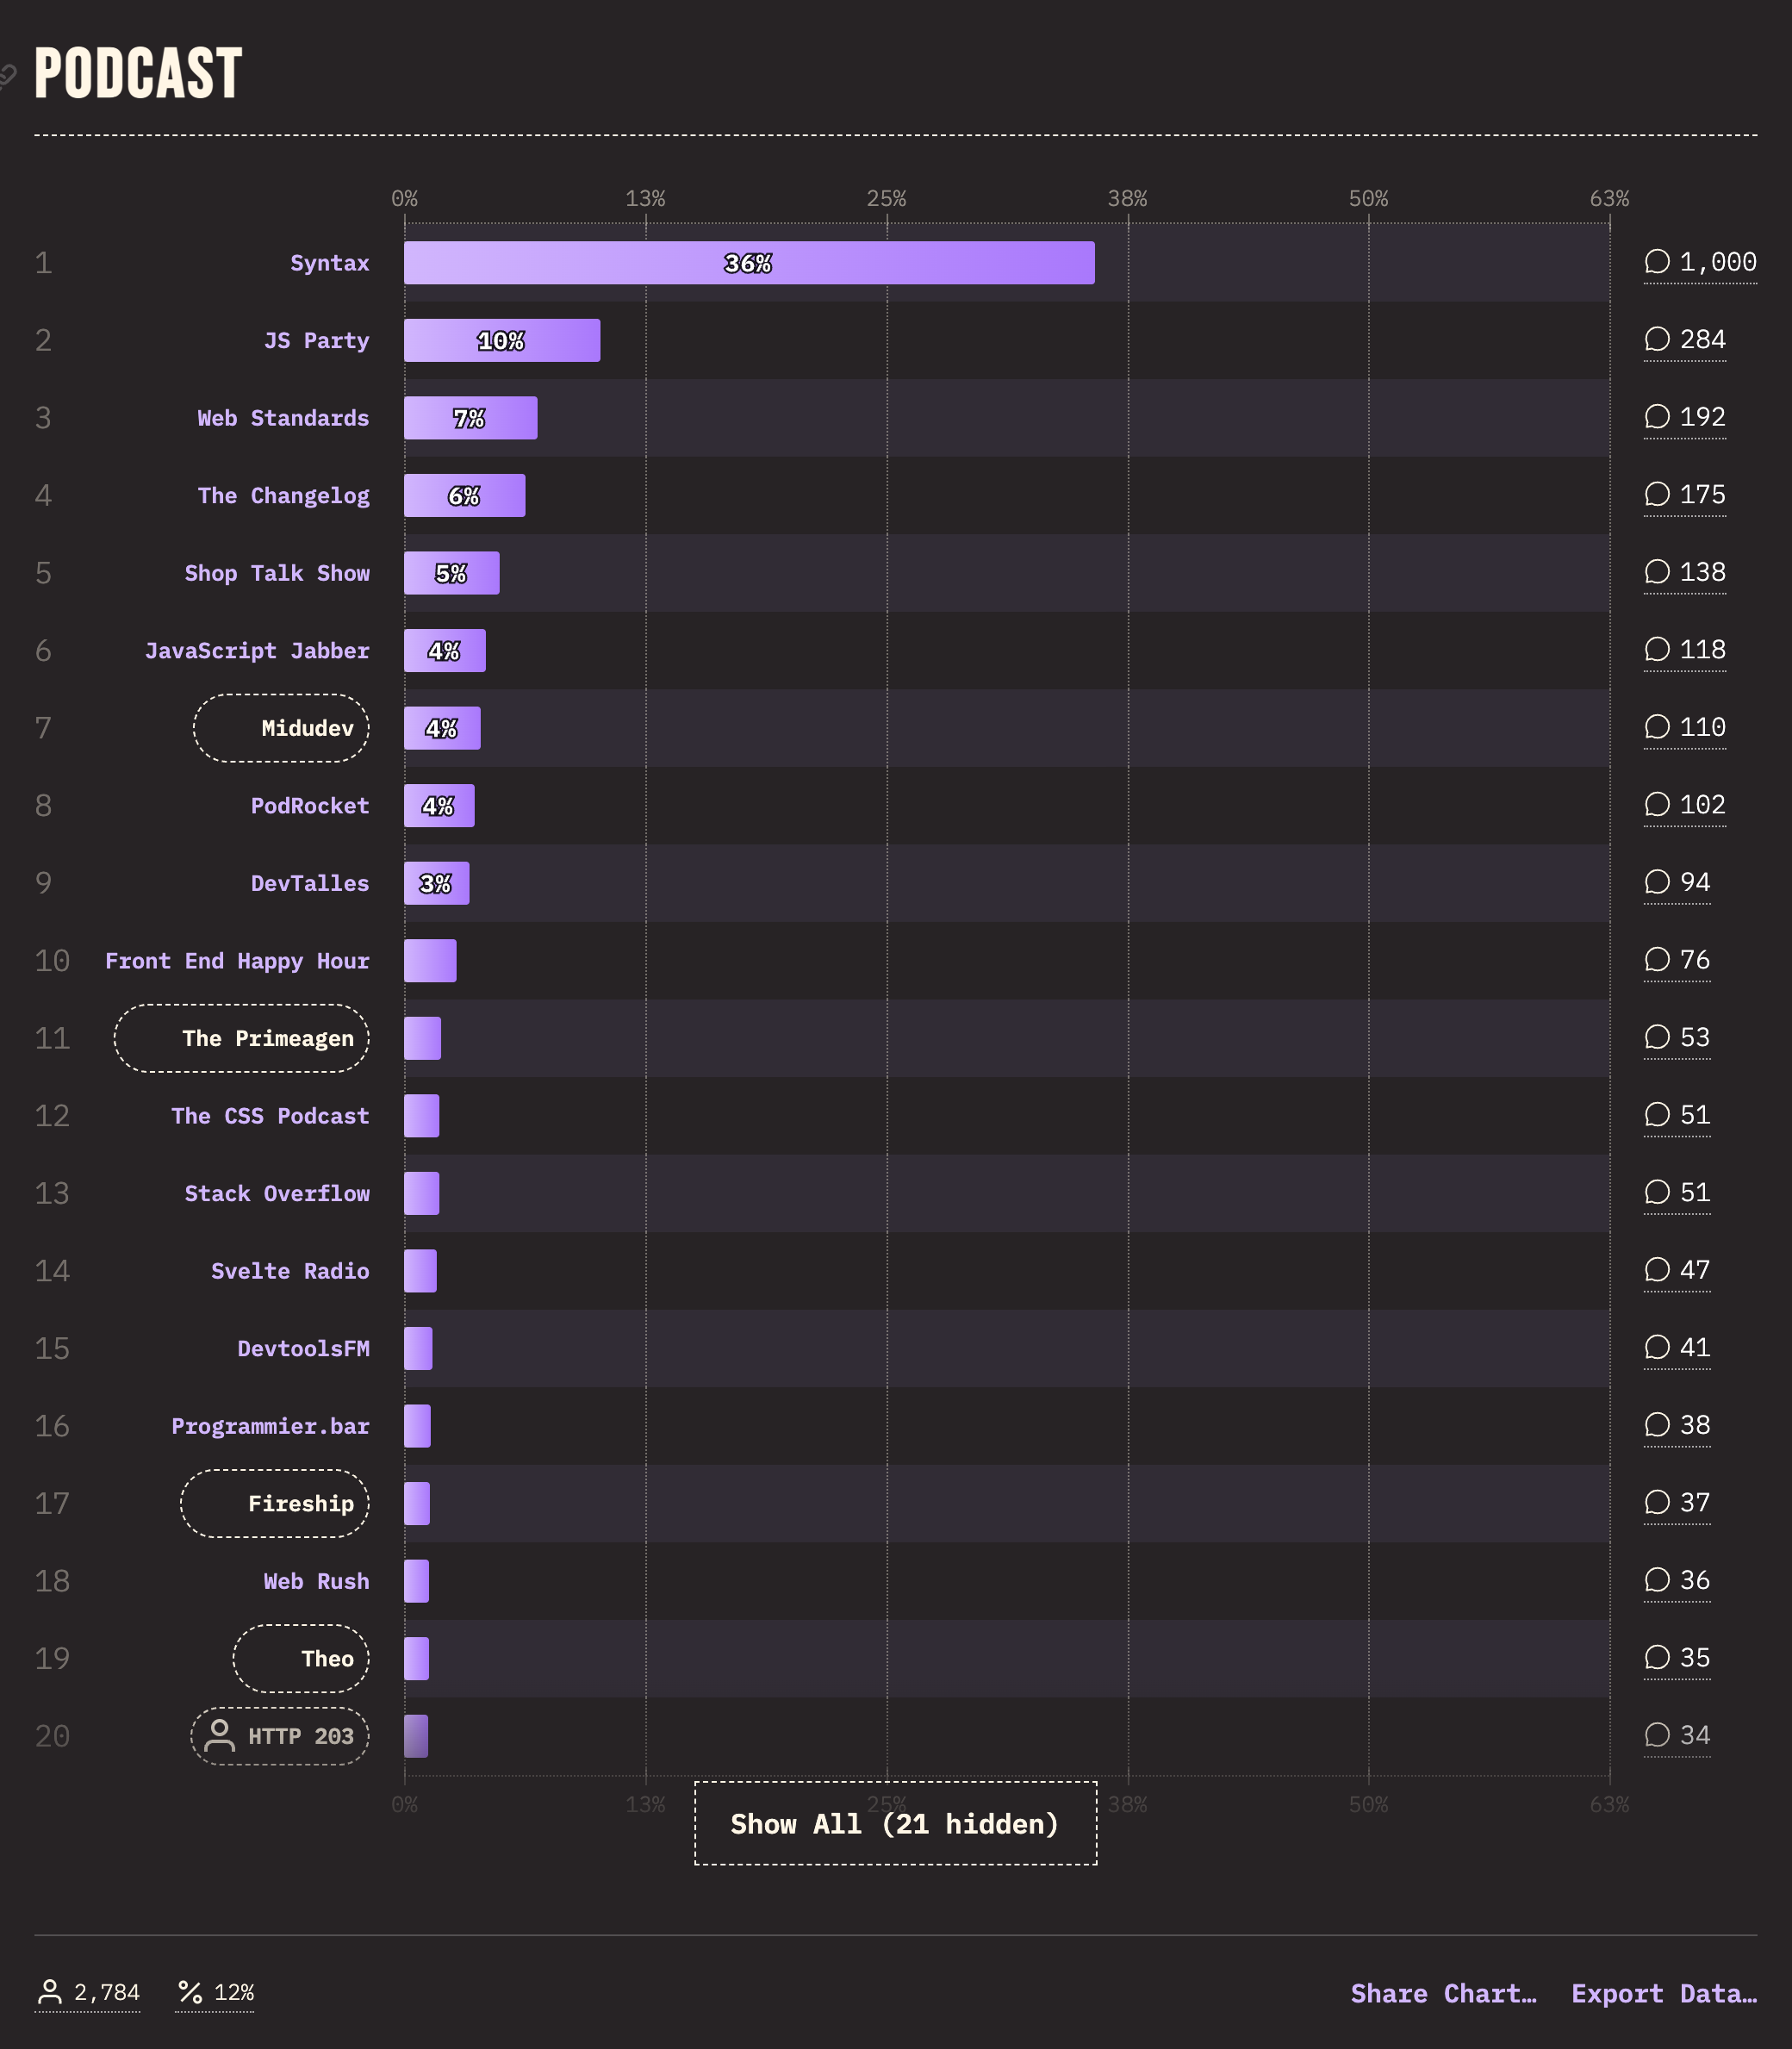 PODCAST
0% 13% 25% 38% 50% 63%
1 Syntax 36% 1,000
2 JS Party 10% 284
3 Web Standards 7% 192
4 The Changelog 6% 175
5 Shop Talk Show 5% 138
6 JavaScript Jabber 4% 118
7 Midudev 4% 110
8 PodRocket 4% 102
9 DevTalles 3% 94
10 Front End Happy Hour 76
11 The Primeagen 53
12 The CSS Podcast 51
13 Stack Overflow 51
14 Svelte Radio 47
15 DevtoolsFM 41
16 Programmier.bar 38
17 Fireship 37
18 Web Rush 36
19 Theo 35
20 HTTP 203 34
0% 13% 25% 38% 50% 63%
Show All (21 hidden)
2,784 12% Share Chart… Export Data…